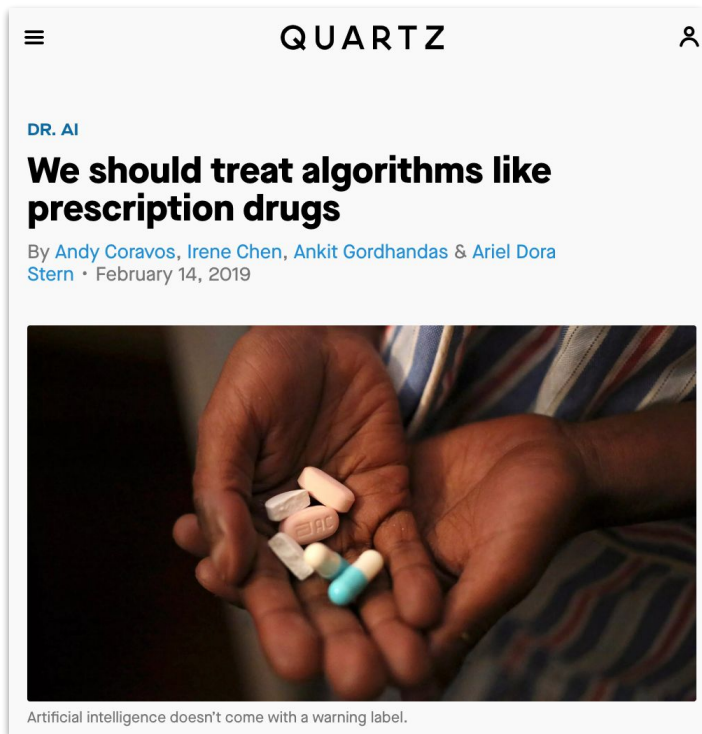 QUARTZ
DR. AI
We should treat algorithms like
prescription drugs
By Andy Coravos, Irene Chen, Ankit Gordhandas & Ariel Dora
Stern • February 14, 2019
Artificial intelligence doesn't come with a warning label.